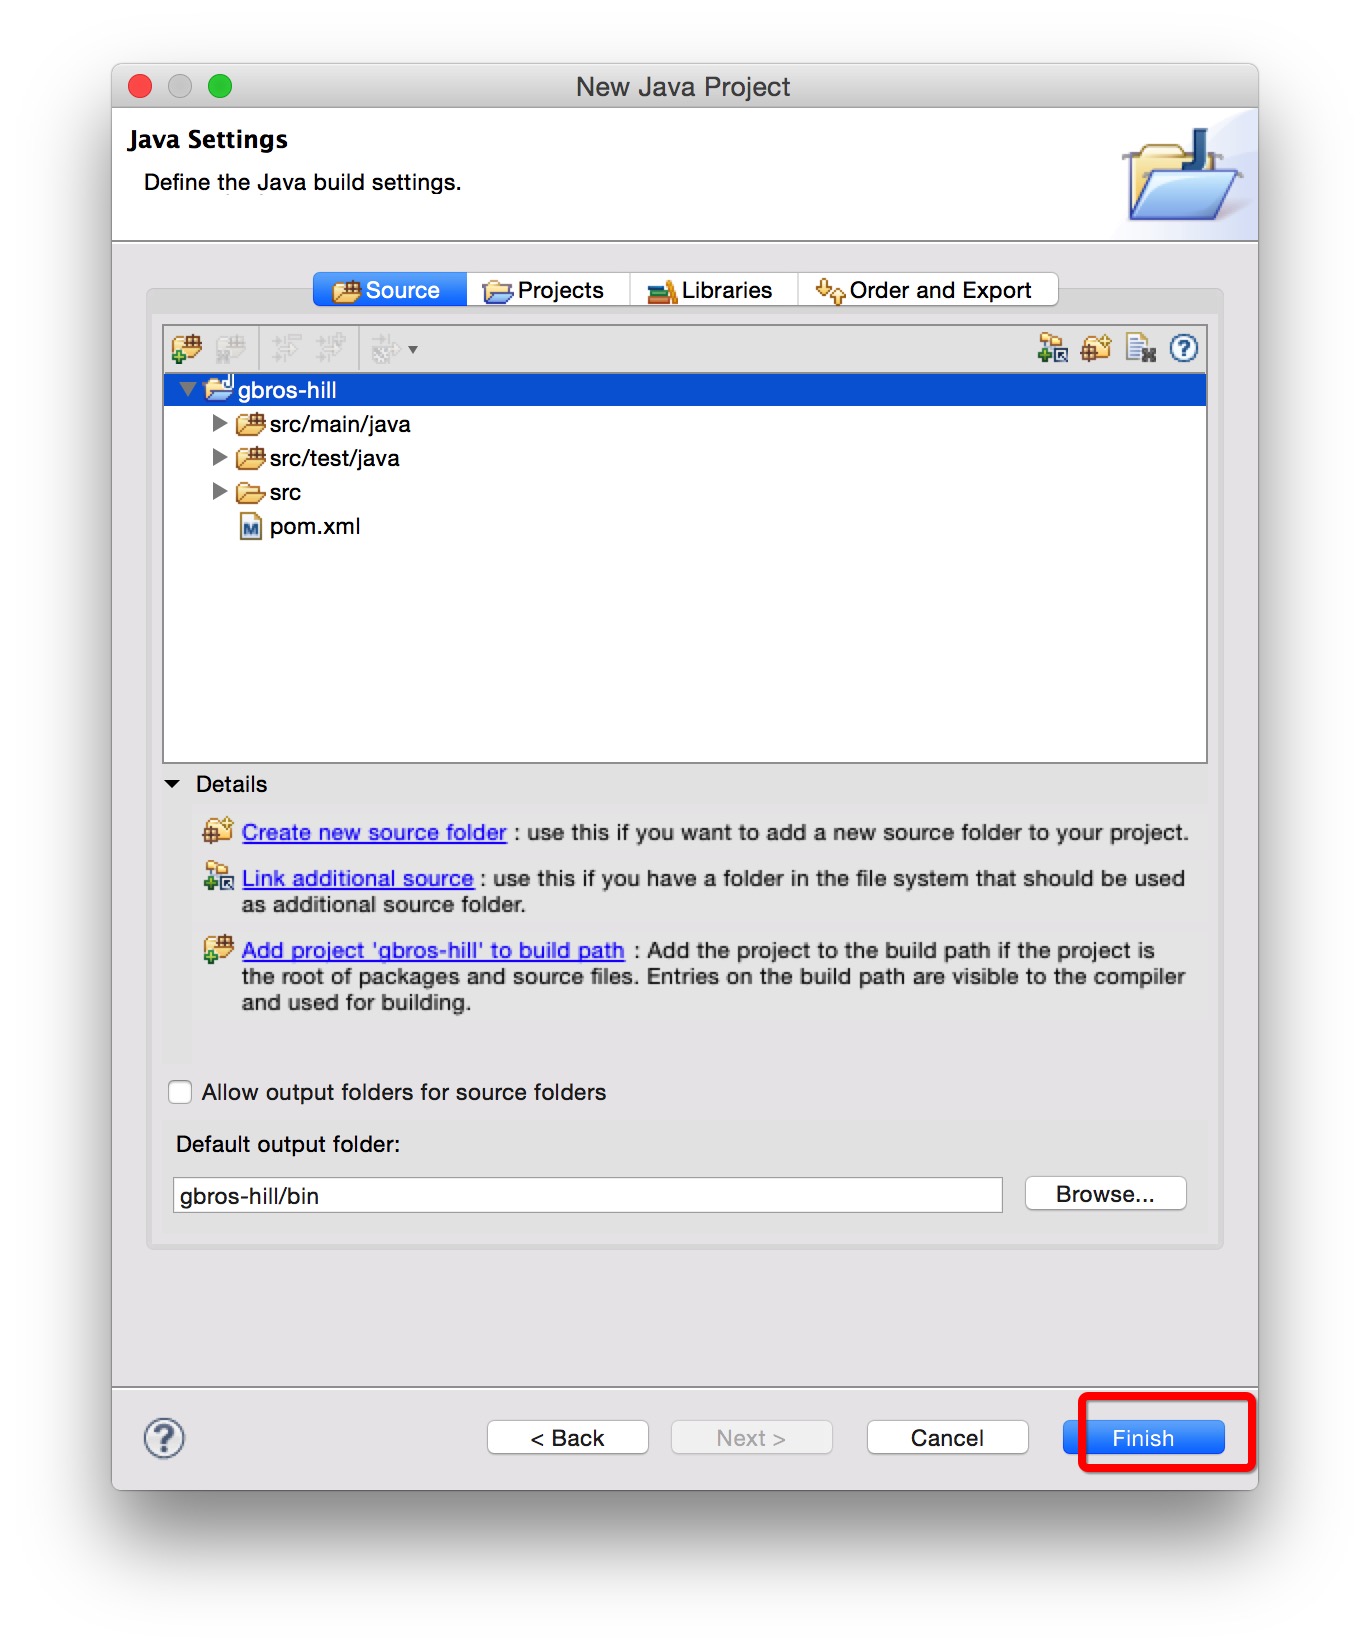 New Java Project
Java Settings
Define the Java build settings.
Source Projects Libraries Order and Export
gbros-hill
src/main/java
src/test/java
src
pom.xml
Details
Create new source folder : use this if you want to add a new source folder to your project.
Link additional source : use this if you have a folder in the file system that should be used
as additional source folder.
Add project 'gbros-hill' to build path : Add the project to the build path if the project is
the root of packages and source files. Entries on the build path are visible to the compiler
and used for building.
Allow output folders for source folders
Default output folder:
gbros-hill/bin Browse...
< Back Next > Cancel Finish